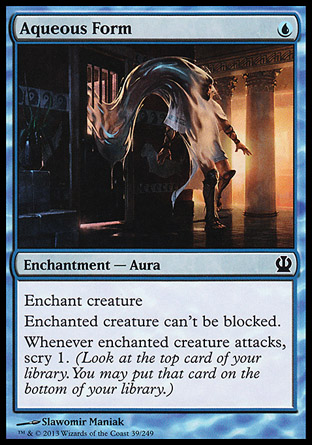 Aqueous Form
Enchantment — Aura
Enchant creature
Enchanted creature can't be blocked.
Whenever enchanted creature attacks,
scry 1. (Look at the top card of your
library. You may put that card on the
bottom of your library.)
Slawomir Maniak
™ & © 2013 Wizards of the Coast 39/249